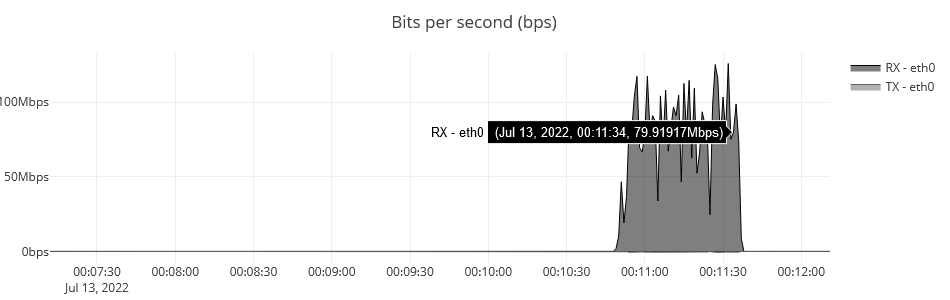 Bits per second (bps)
RX - eth0
TX - eth0
100Mbps
RX - eth0 (Jul 13, 2022, 00:11:34, 79.91917Mbps)
50Mbps
0bps
00:07:30 00:08:00 00:08:30 00:09:00 00:09:30 00:10:00 00:10:30 00:11:00 00:11:30 00:12:00
Jul 13, 2022